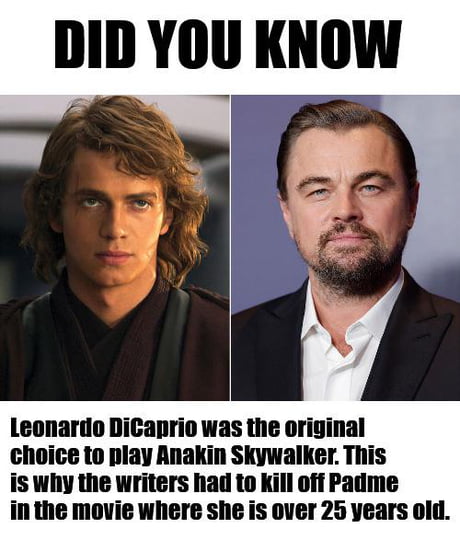 DID YOU KNOW
Leonardo DiCaprio was the original
choice to play Anakin Skywalker. This
is why the writers had to kill off Padme
in the movie where she is over 25 years old.